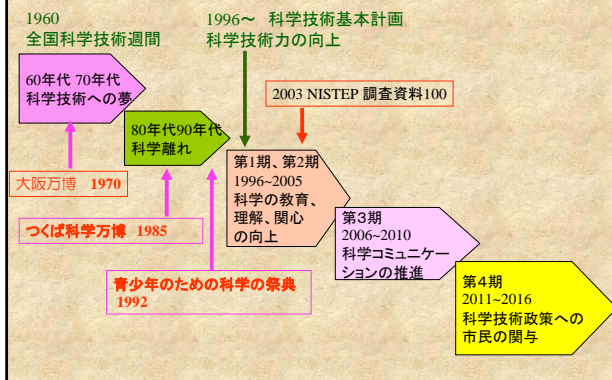 1960
全国科学技術週間
1996～ 科学技術基本計画
科学技術力の向上
60年代 70年代
科学技術への夢
2003 NISTEP 調査資料100
80年代90年代
科学離れ
大阪万博 1970
第1期、第2期
1996~2005
科学の教育、
理解、関心
の向上
つくば科学万博 1985
第３期
2006~2010
科学コミュニケー
ションの推進
青少年のための科学の祭典
1992
第４期
2011~2016
科学技術政策への
市民の関与